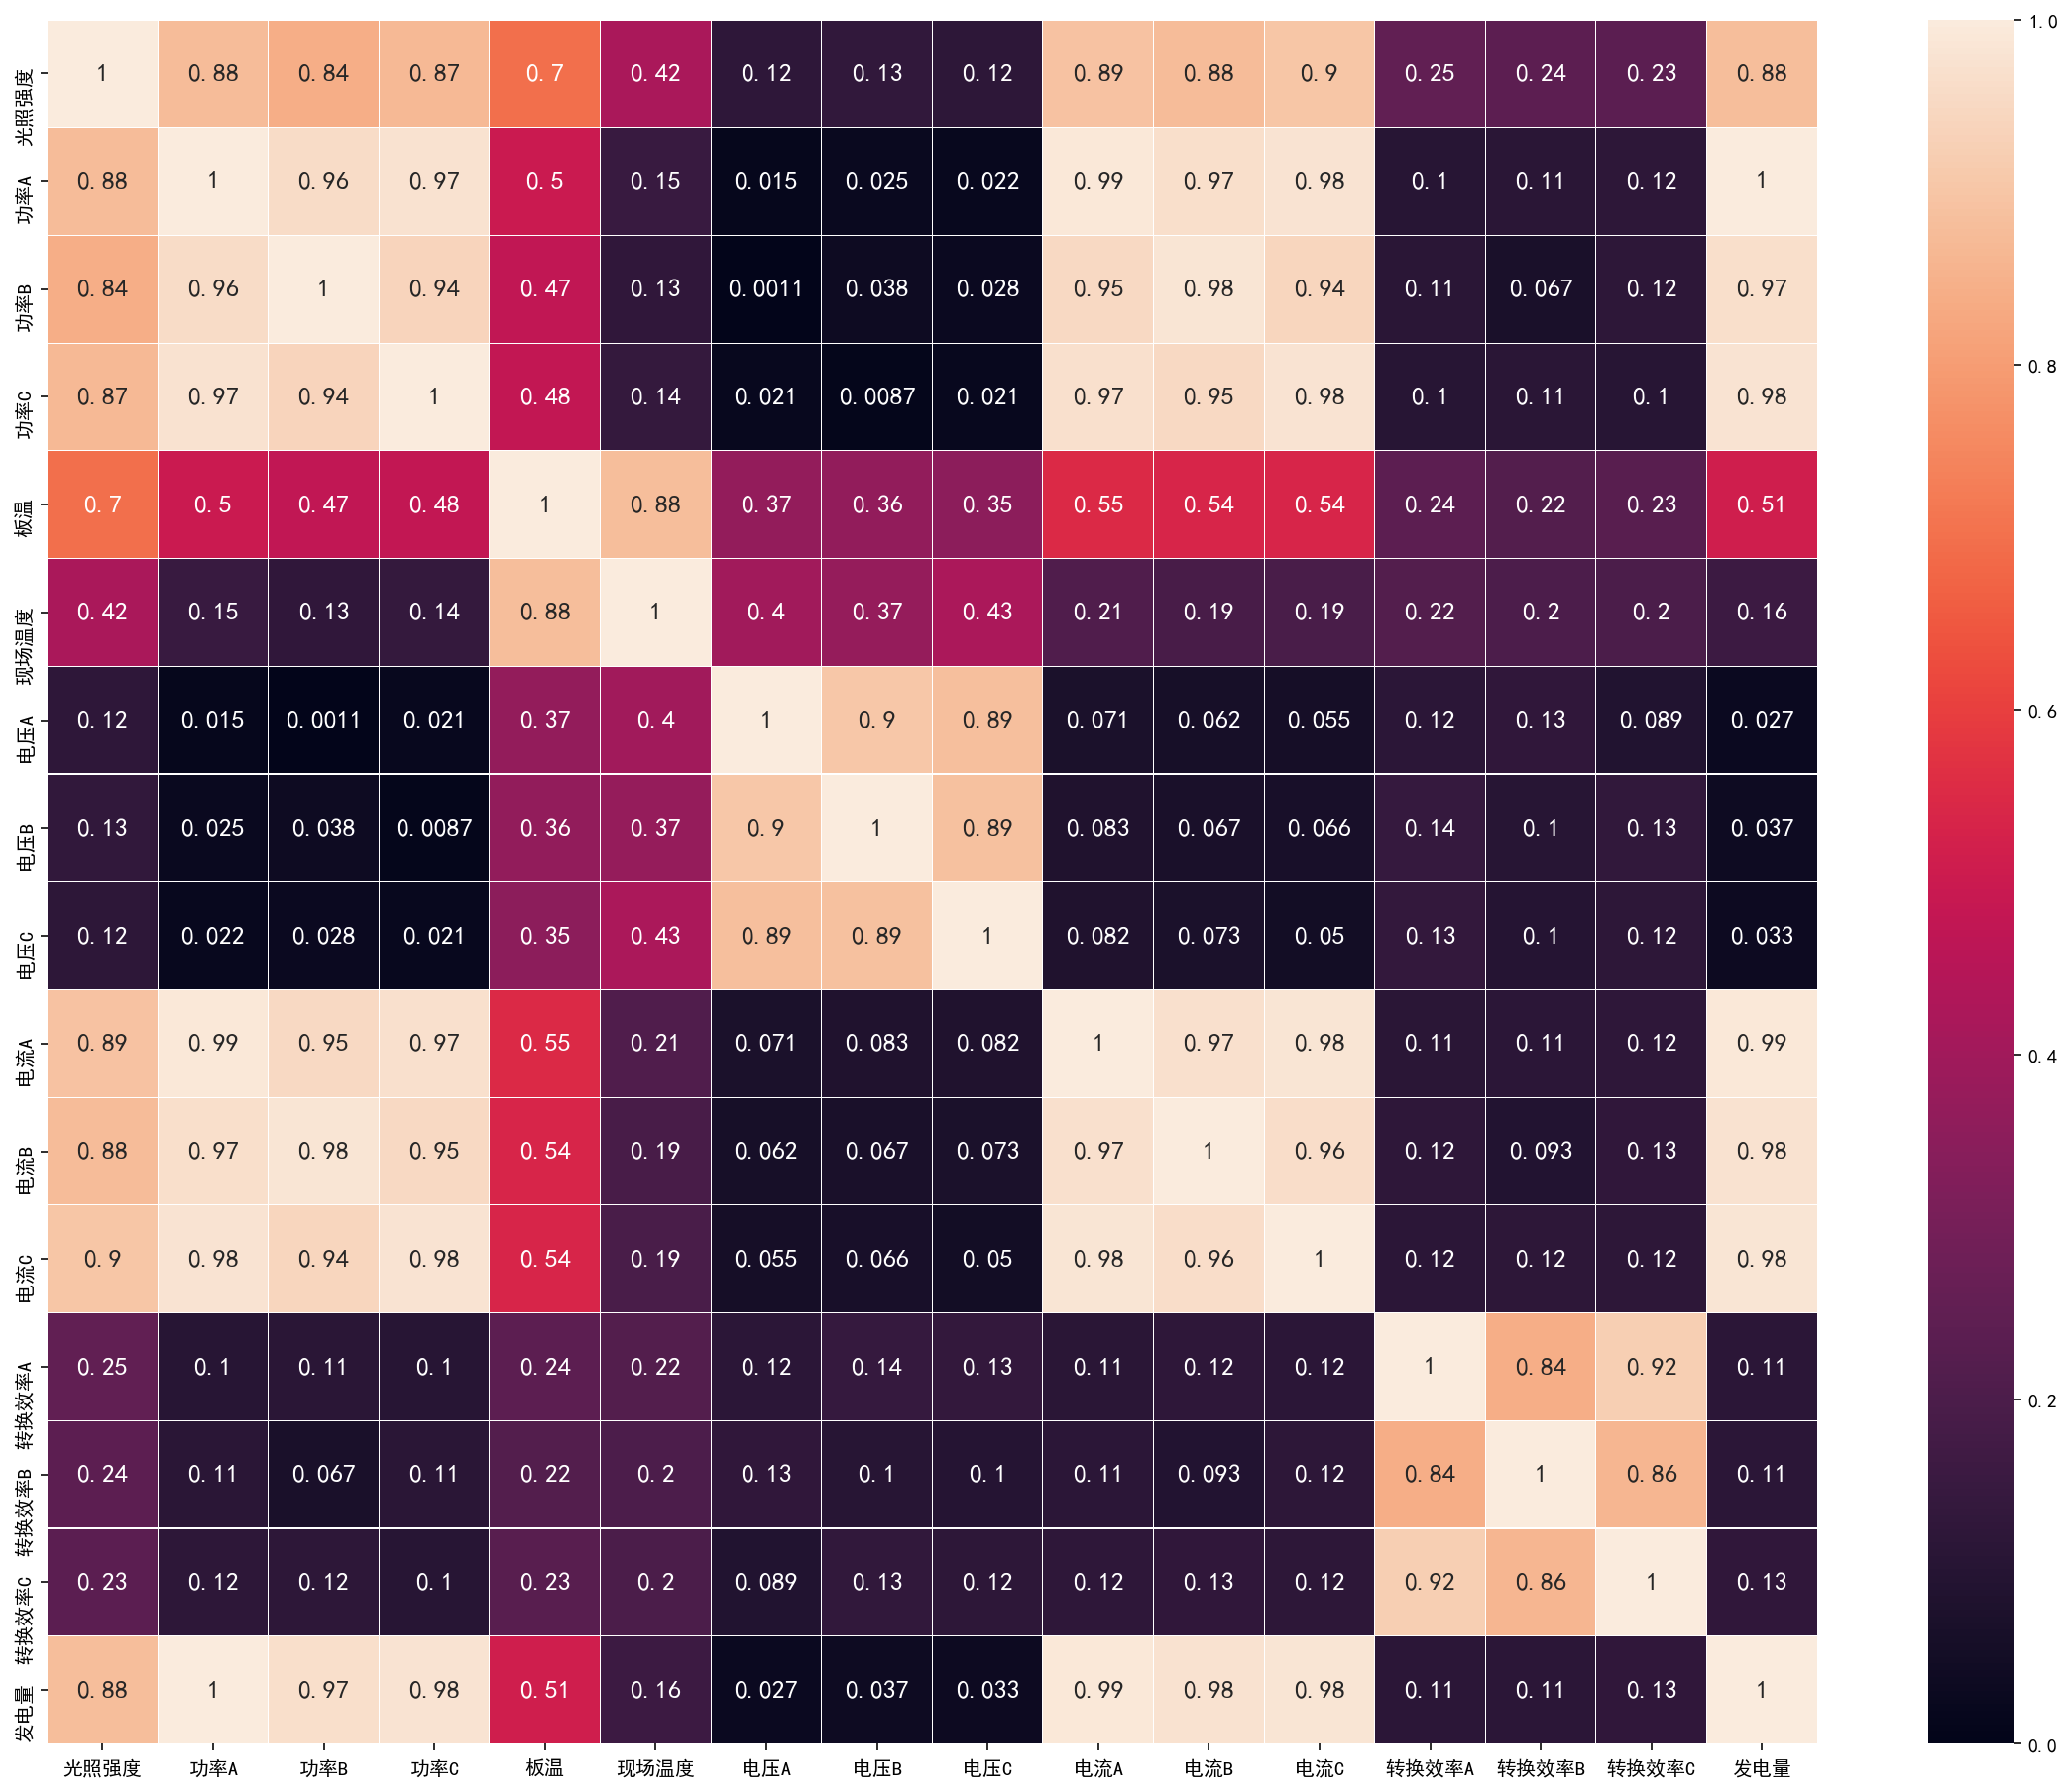 光照强度 1 0.88 0.84 0.87 0.7 0.42 0.12 0.13 0.12 0.89 0.88 0.9 0.25 0.24 0.23 0.88
功率A 0.88 1 0.96 0.97 0.5 0.15 0.015 0.025 0.022 0.99 0.97 0.98 0.1 0.11 0.12 1
功率B 0.84 0.96 1 0.94 0.47 0.13 0.0011 0.038 0.028 0.95 0.98 0.94 0.11 0.067 0.12 0.97
功率C 0.87 0.97 0.94 1 0.48 0.14 0.021 0.0087 0.021 0.97 0.95 0.98 0.1 0.11 0.1 0.98
板温 0.7 0.5 0.47 0.48 1 0.88 0.37 0.36 0.35 0.55 0.54 0.54 0.24 0.22 0.23 0.51
现场温度 0.42 0.15 0.13 0.14 0.88 1 0.4 0.37 0.43 0.21 0.19 0.19 0.22 0.2 0.2 0.16
电压A 0.12 0.015 0.0011 0.021 0.37 0.4 1 0.9 0.89 0.071 0.062 0.055 0.12 0.13 0.089 0.027
电压B 0.13 0.025 0.038 0.0087 0.36 0.37 0.9 1 0.89 0.083 0.067 0.066 0.14 0.1 0.13 0.037
电压C 0.12 0.022 0.028 0.021 0.35 0.43 0.89 0.89 1 0.082 0.073 0.05 0.13 0.1 0.12 0.033
电流A 0.89 0.99 0.95 0.97 0.55 0.21 0.071 0.083 0.082 1 0.97 0.98 0.11 0.11 0.12 0.99
电流B 0.88 0.97 0.98 0.95 0.54 0.19 0.062 0.067 0.073 0.97 1 0.96 0.12 0.093 0.13 0.98
电流C 0.9 0.98 0.94 0.98 0.54 0.19 0.055 0.066 0.05 0.98 0.96 1 0.12 0.12 0.12 0.98
转换效率A 0.25 0.1 0.11 0.1 0.24 0.22 0.12 0.14 0.13 0.11 0.12 0.12 1 0.84 0.92 0.11
转换效率B 0.24 0.11 0.067 0.11 0.22 0.2 0.13 0.1 0.1 0.11 0.093 0.12 0.84 1 0.86 0.11
转换效率C 0.23 0.12 0.12 0.1 0.23 0.2 0.089 0.13 0.12 0.12 0.13 0.12 0.92 0.86 1 0.13
发电量 0.88 1 0.97 0.98 0.51 0.16 0.027 0.037 0.033 0.99 0.98 0.98 0.11 0.11 0.13 1
光照强度 功率A 功率B 功率C 板温 现场温度 电压A 电压B 电压C 电流A 电流B 电流C 转换效率A 转换效率B 转换效率C 发电量
1.0
0.8
0.6
0.4
0.2
0.0